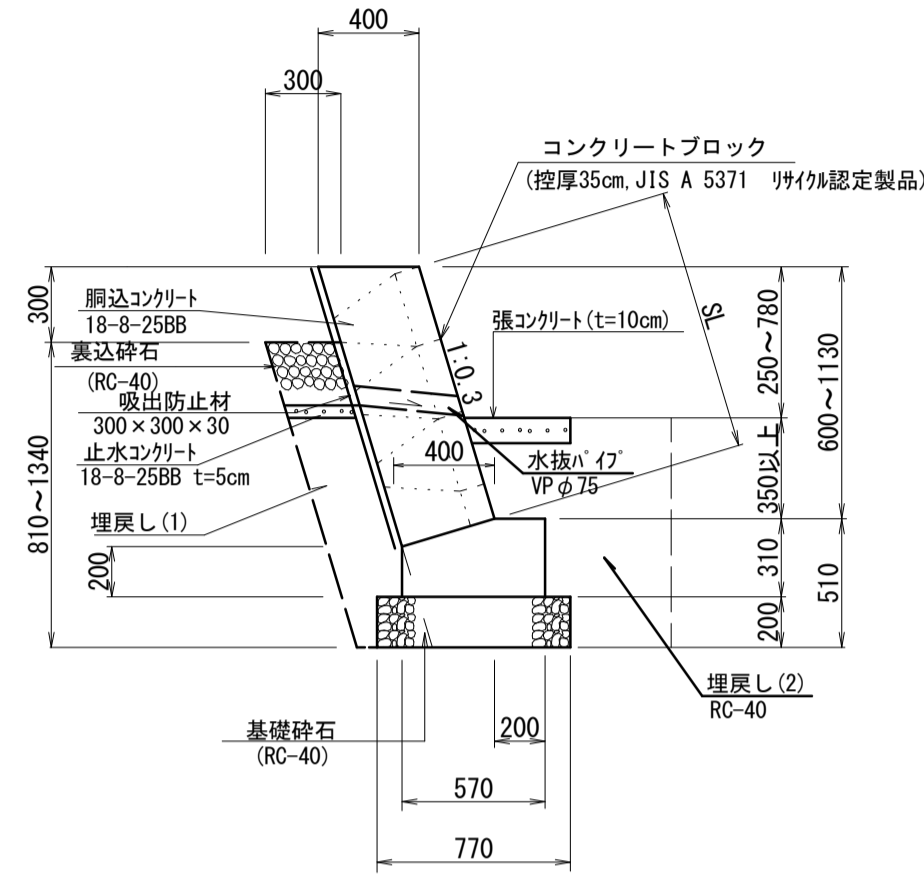 400
300
コンクリートブロック
(控厚35cm, JIS A 5371 リサイクル認定製品)
300
胴込コンクリート
18-8-25BB
裏込砕石
(RC-40)
吸出防止材
300×300×30
止水コンクリート
18-8-25BB t=5cm
埋戻し(1)
810～1340
200
1:0.3
張コンクリート(t=10cm)
SL
400
水抜パイプ
VPφ75
250～780
350以上
310
200
600～1130
510
埋戻し(2)
RC-40
基礎砕石
(RC-40)
200
570
770